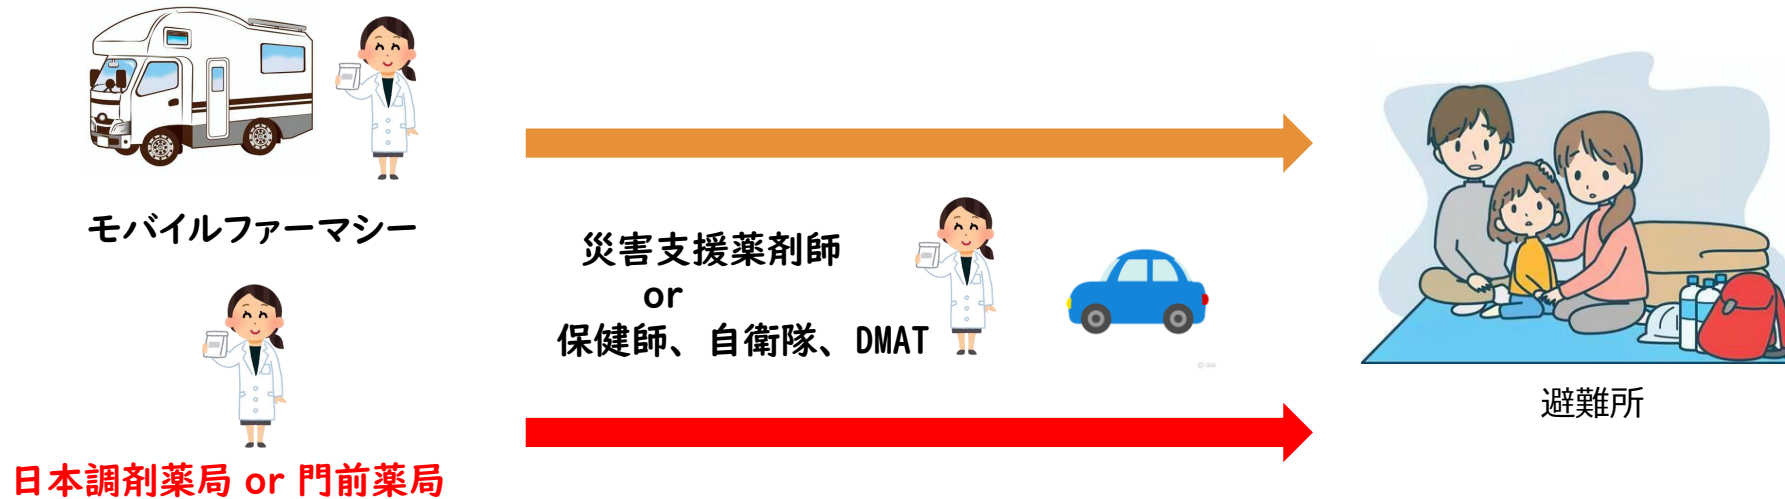 モバイルファーマシー
災害支援薬剤師
or
保健師、自衛隊、DMAT
避難所
日本調剤薬局 or 門前薬局